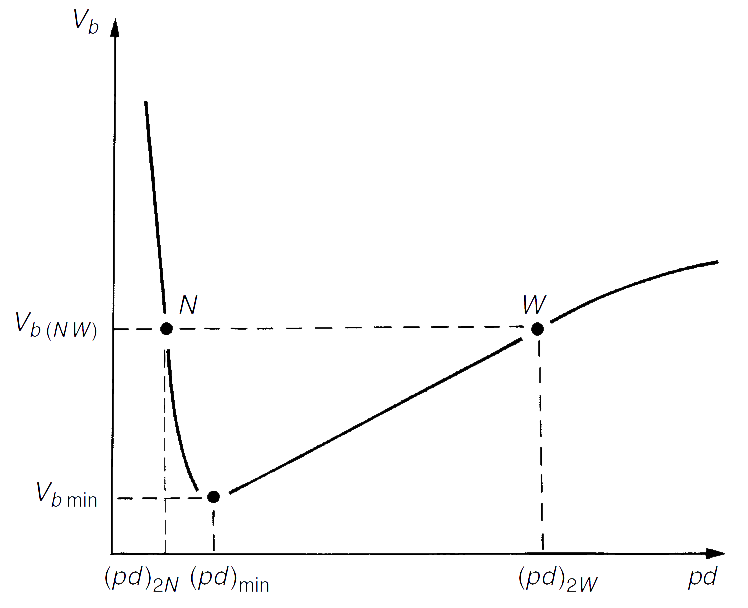 V_b
N W
V_b (NW)
V_b min
(pd)_2N (pd)_min (pd)_2W pd